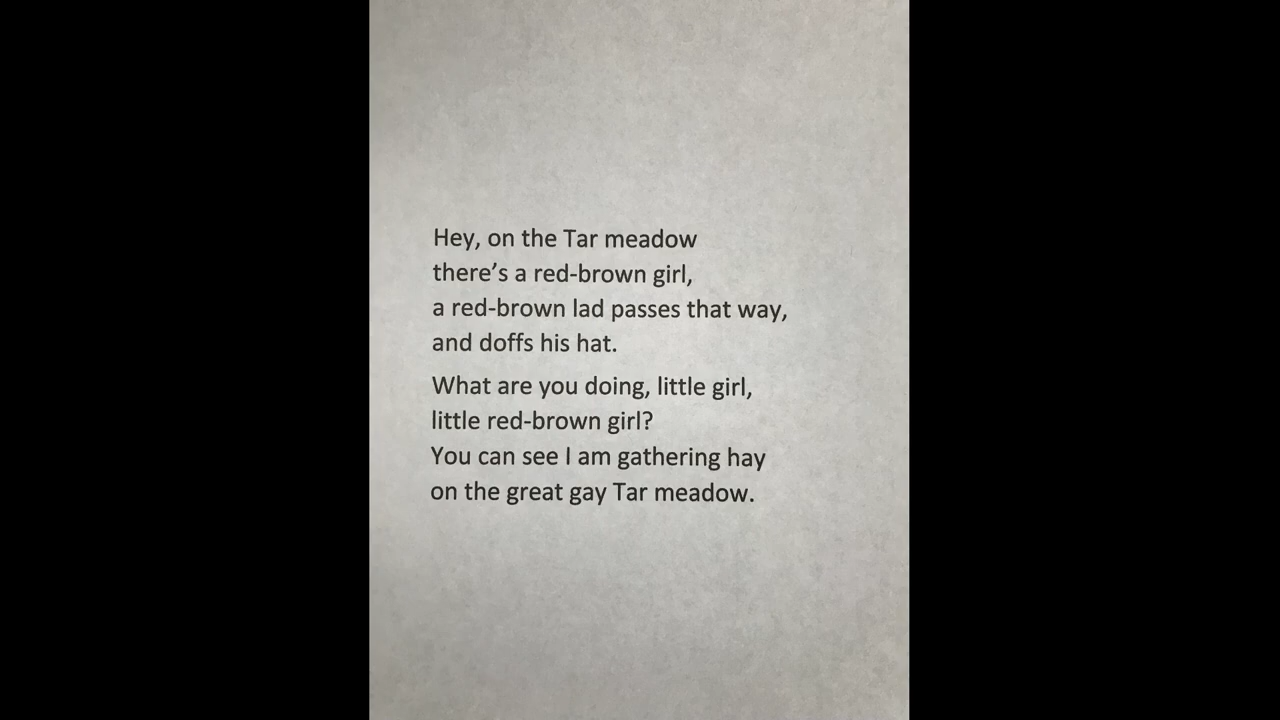 Hey, on the Tar meadow
there’s a red-brown girl,
a red-brown lad passes that way,
and doffs his hat.
What are you doing, little girl,
little red-brown girl?
You can see I am gathering hay
on the great gay Tar meadow.